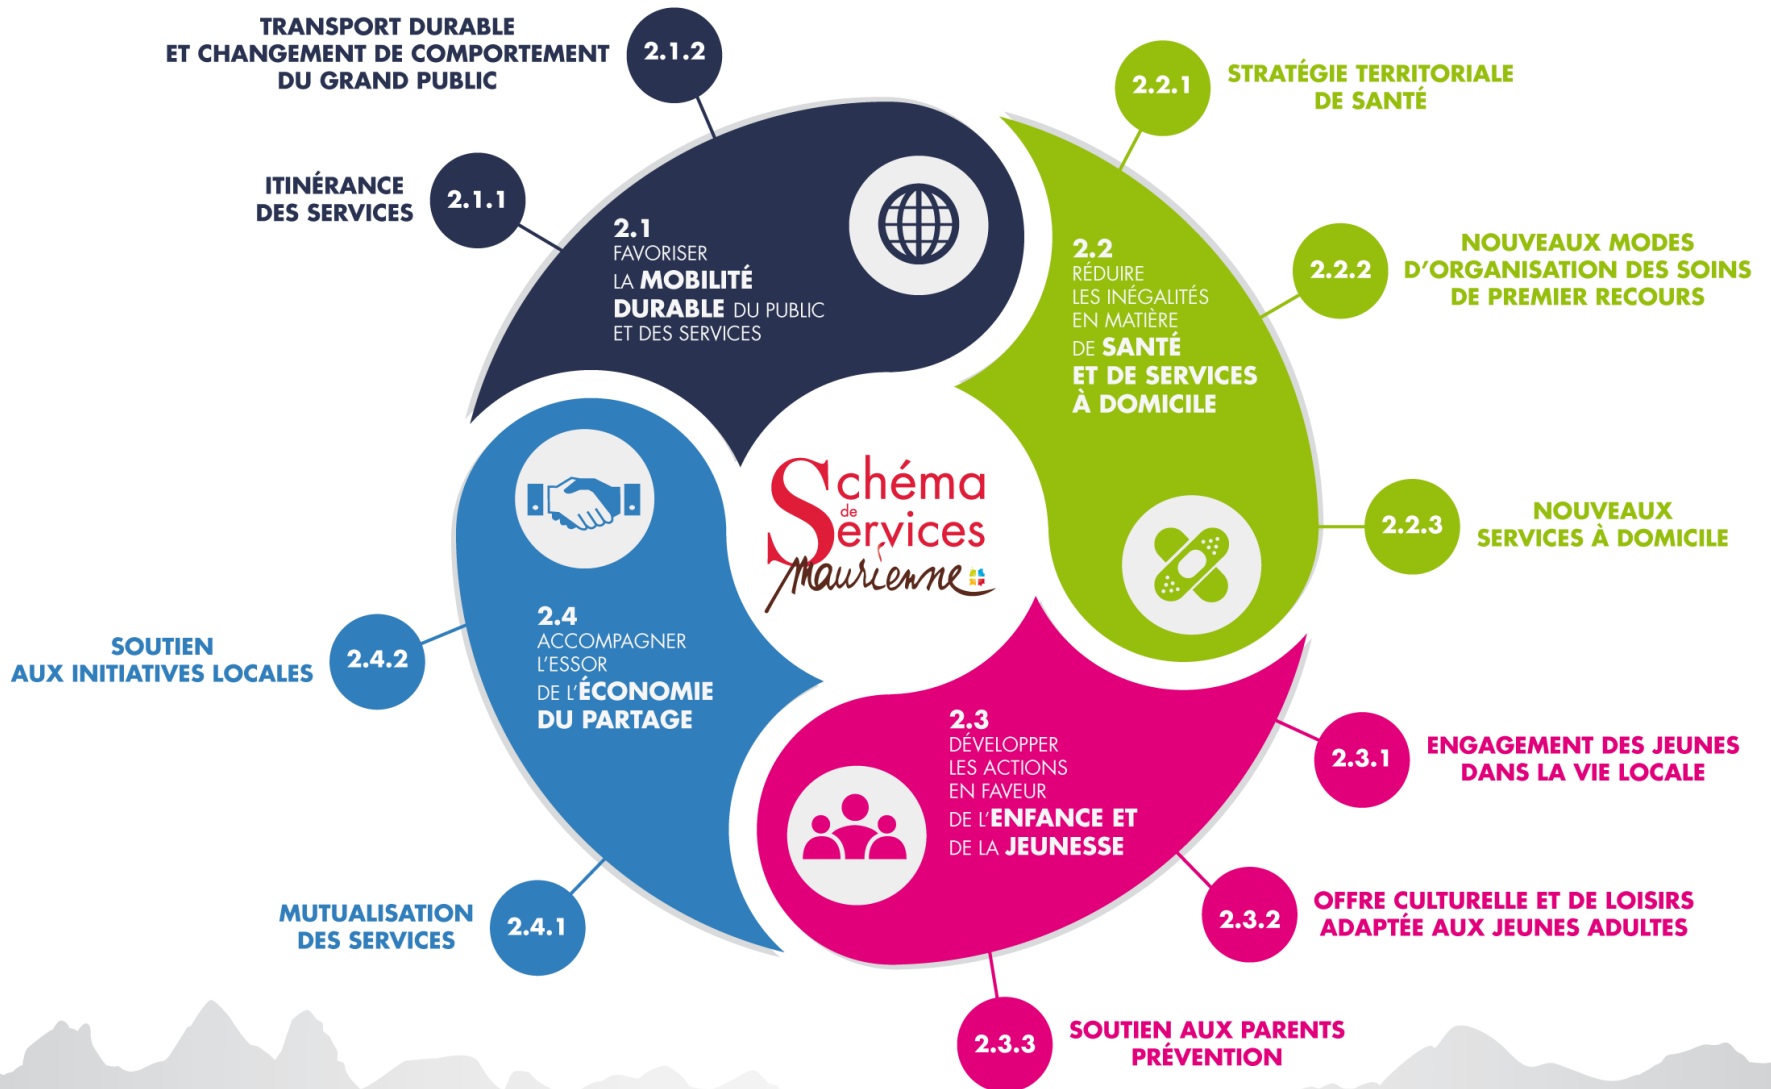 TRANSPORT DURABLE
ET CHANGEMENT DE COMPORTEMENT
DU GRAND PUBLIC
2.1.2
ITINÉRANCE
DES SERVICES
2.1.1
2.1
FAVORISER
LA MOBILITÉ
DURABLE DU PUBLIC
ET DES SERVICES
2.2.1
STRATÉGIE TERRITORIALE
DE SANTÉ
2.2.2
NOUVEAUX MODES
D'ORGANISATION DES SOINS
DE PREMIER RECOURS
2.2
RÉDUIRE
LES INÉGALITÉS
EN MATIÈRE
DE SANTÉ
ET DE SERVICES
À DOMICILE
2.2.3
NOUVEAUX
SERVICES À DOMICILE
Schéma
de
Services
Maurienne
2.4
ACCOMPAGNER
L'ESSOR
DE L'ÉCONOMIE
DU PARTAGE
SOUTIEN
AUX INITIATIVES LOCALES
2.4.2
MUTUALISATION
DES SERVICES
2.4.1
2.3
DÉVELOPPER
LES ACTIONS
EN FAVEUR
DE L'ENFANCE ET
DE LA JEUNESSE
2.3.1
ENGAGEMENT DES JEUNES
DANS LA VIE LOCALE
2.3.2
OFFRE CULTURELLE ET DE LOISIRS
ADAPTÉE AUX JEUNES ADULTES
2.3.3
SOUTIEN AUX PARENTS
PRÉVENTION